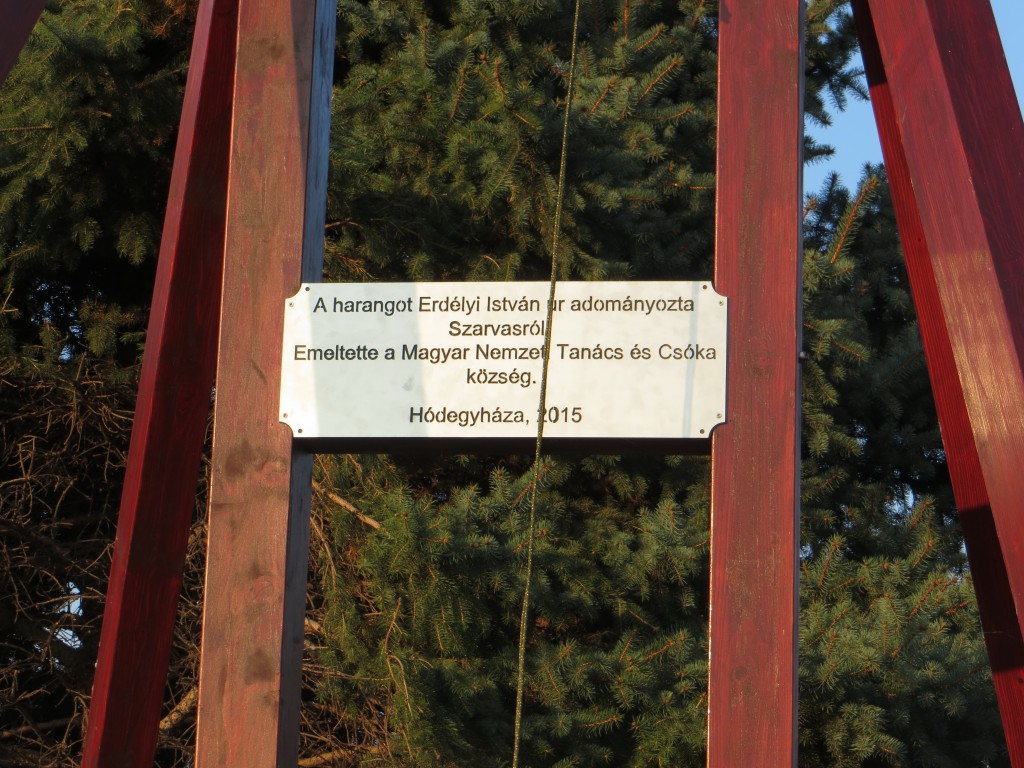 A harangot Erdélyi István úr adományozta
Szarvasról.
Emeltette a Magyar Nemzeti Tanács és Csóka
község.
Hódegyháza, 2015